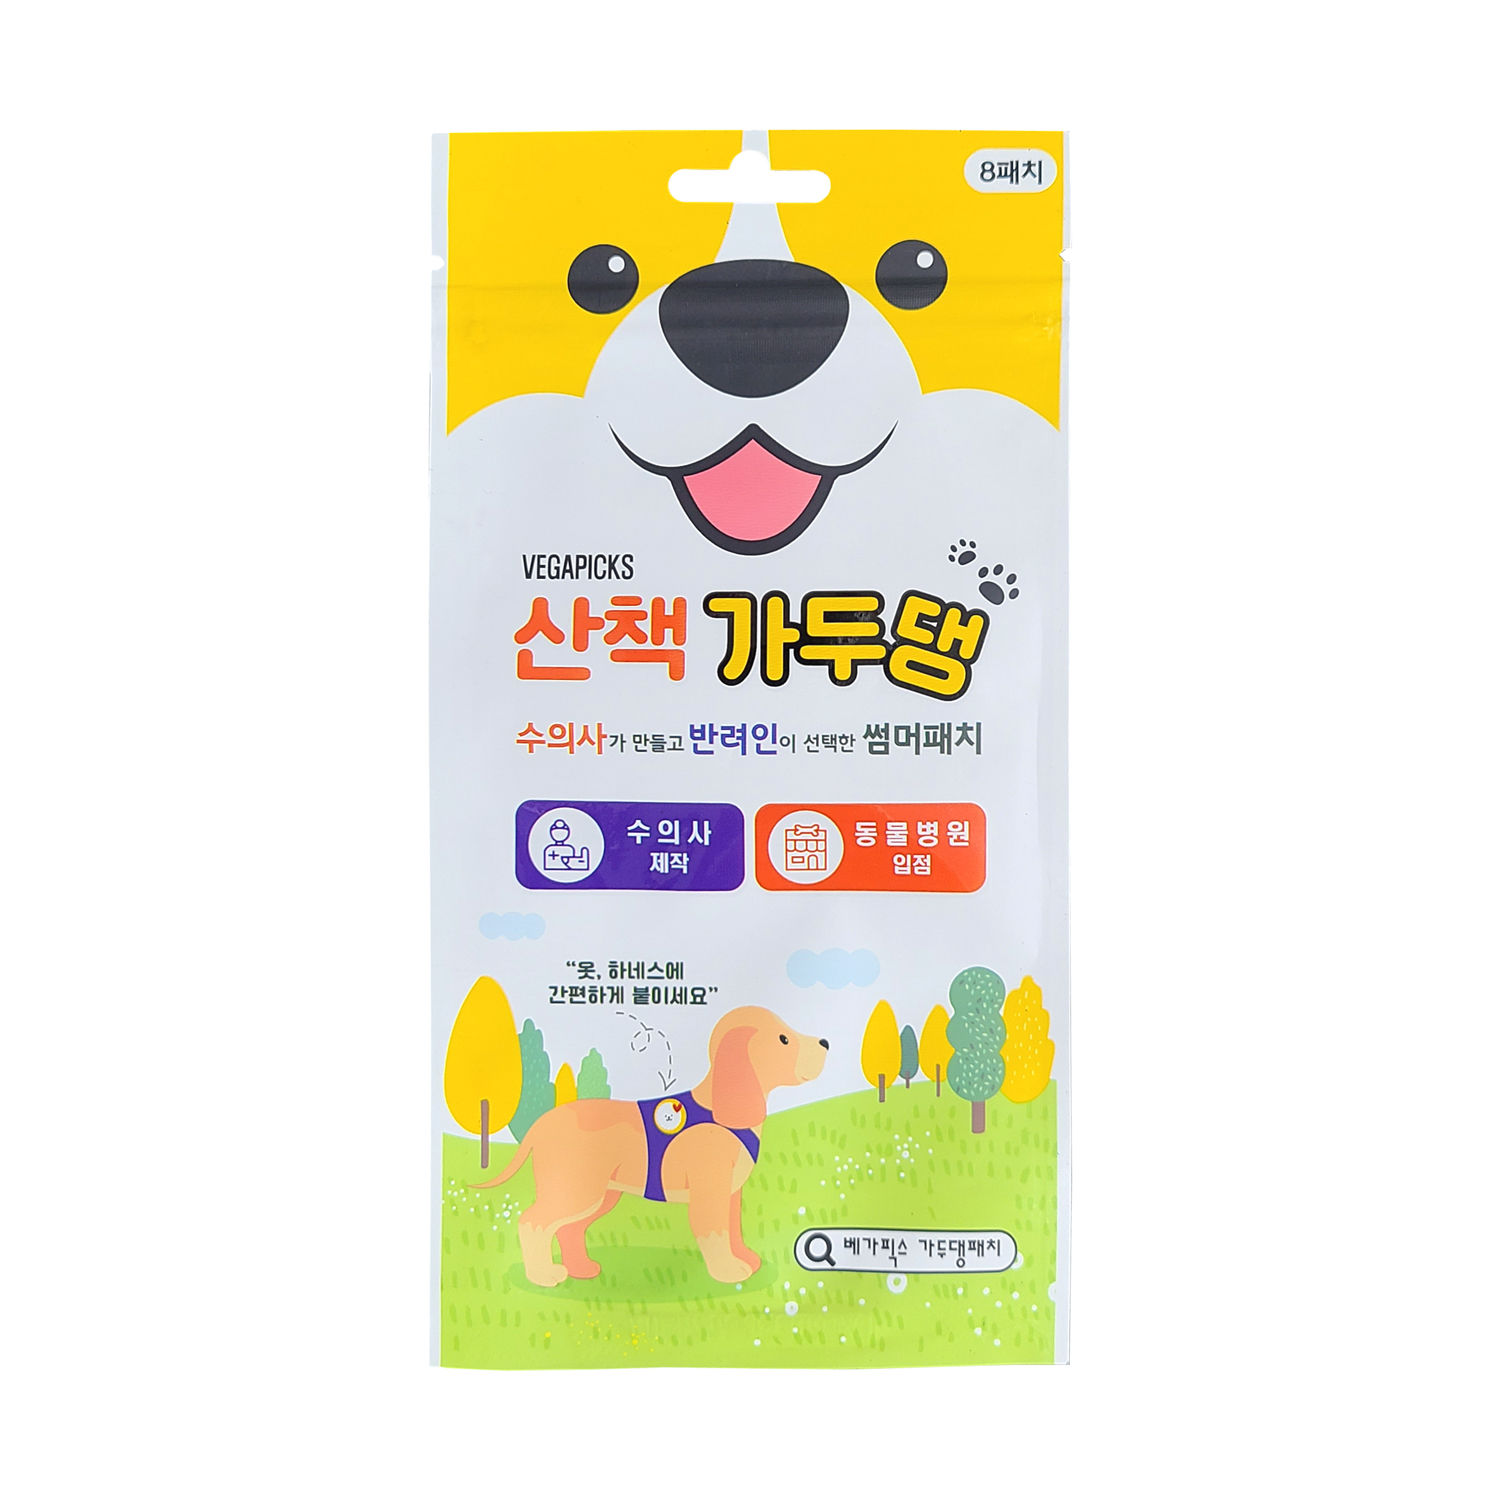 8패치
VEGAPICKS
산책 가두댕
수의사가 만들고 반려인이 선택한 썸머패치
수의사
제작
동물병원
입점
“옷, 하네스에
간편하게 붙이세요”
베가픽스 가두댕패치